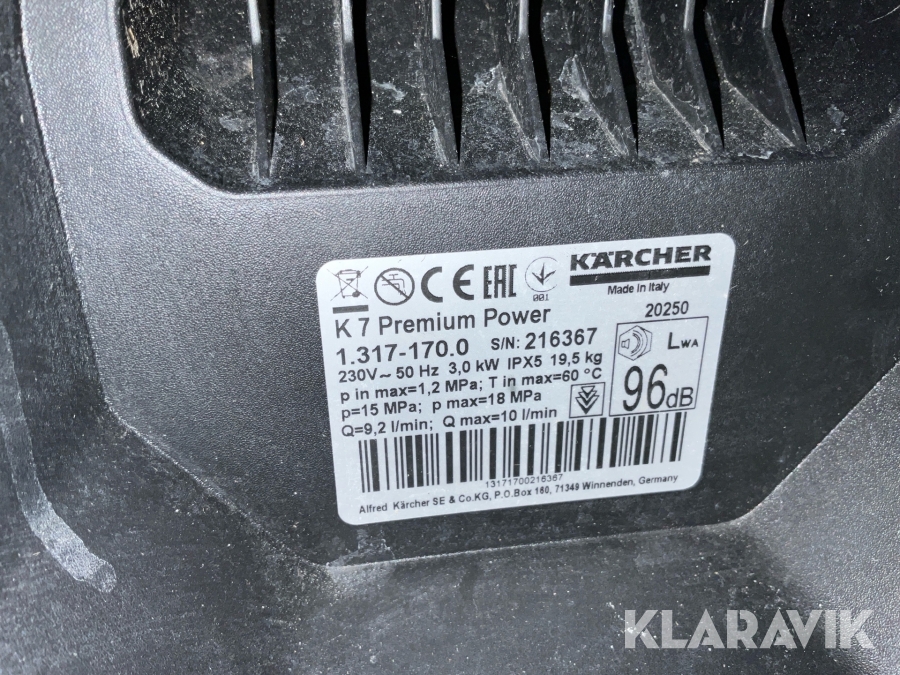 KÄRCHER
Made in Italy
CE EAC 001
K 7 Premium Power
20250
1.317-170.0 S/N: 216367
230V~ 50 Hz 3,0 kW IPX5 19,5 kg
p in max=1,2 MPa; T in max=60 °C
p=15 MPa; p max=18 MPa
Q=9,2 l/min; Q max=10 l/min
LWA
96dB
13171700216367
Alfred Kärcher SE & Co.KG, P.O.Box 160, 71349 Winnenden, Germany
KLARAVIK